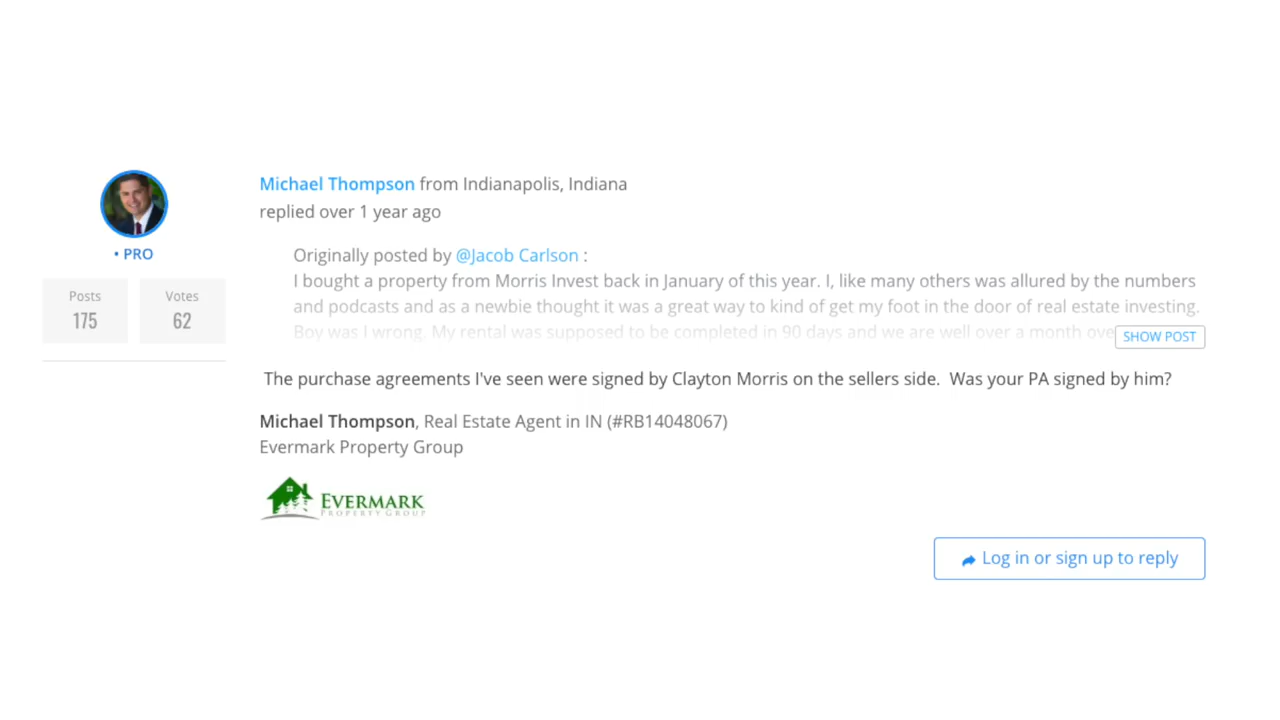 Michael Thompson from Indianapolis, Indiana
replied over 1 year ago
• PRO
Posts
175
Votes
62
Originally posted by @Jacob Carlson :
I bought a property from Morris Invest back in January of this year. I, like many others was allured by the numbers
and podcasts and as a newbie thought it was a great way to kind of get my foot in the door of real estate investing.
Boy was I wrong. My rental was supposed to be completed in 90 days and we are well over a month ove
SHOW POST
The purchase agreements I've seen were signed by Clayton Morris on the sellers side.  Was your PA signed by him?
Michael Thompson, Real Estate Agent in IN (#RB14048067)
Evermark Property Group
EVERMARK
PROPERTY GROUP
Log in or sign up to reply